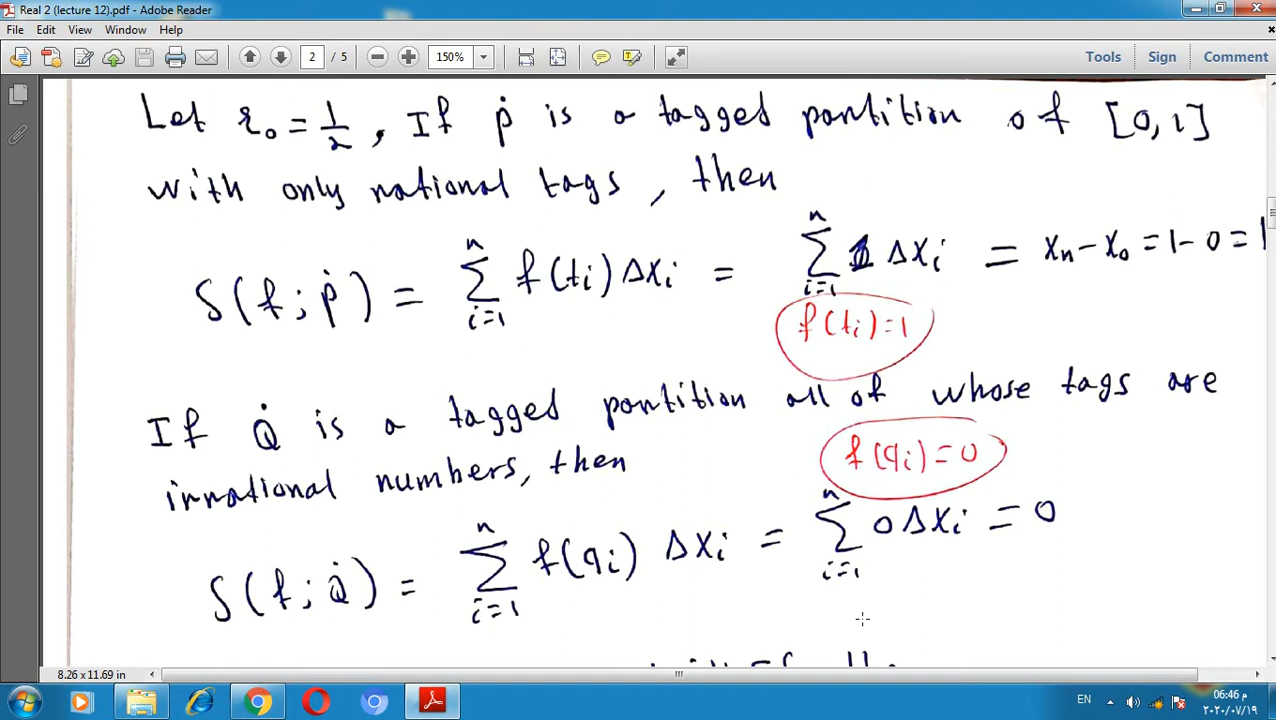 Real 2 (lecture 12).pdf - Adobe Reader
File Edit View Window Help
2 / 5 150% Tools Sign Comment
Let ε₀ = 1/2, If Ṗ is a tagged partition of [0,1]
with only rational tags, then
S(f; Ṗ) = Σ_{i=1}^{n} f(ti) Δxi = Σ_{i=1}^{n} 1 Δxi = xn - x0 = 1 - 0 = 1
f(ti) = 1
If Q̇ is a tagged partition all of whose tags are
irrational numbers, then
f(qi) = 0
S(f; Q̇) = Σ_{i=1}^{n} f(qi) Δxi = Σ_{i=1}^{n} 0 Δxi = 0
8.26 x 11.69 in
EN 06:46 م
٢٠٢٠/٠٧/١٩